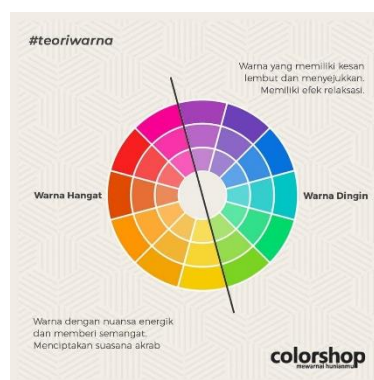 #teoriwarna
Warna yang memiliki kesan
lembut dan menyejukkan.
Memiliki efek relaksasi.
Warna Hangat
Warna Dingin
Warna dengan nuansa energik
dan memberi semangat.
Menciptakan suasana akrab
colorshop
mewarnai hunianmu